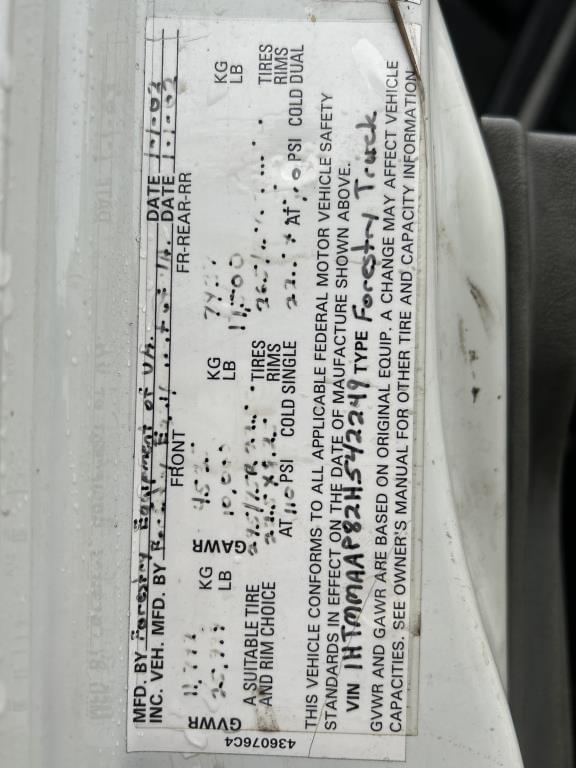 MFD. BY Forestry Equipment of VA. DATE
INC. VEH. MFD. BY DATE
FRONT FR-REAR-RR
GVWR KG GAWR KG KG
LB 10,000 LB LB
A SUITABLE TIRE TIRES TIRES
AND RIM CHOICE RIMS RIMS
AT 110 PSI COLD SINGLE AT PSI COLD DUAL
THIS VEHICLE CONFORMS TO ALL APPLICABLE FEDERAL MOTOR VEHICLE SAFETY
STANDARDS IN EFFECT ON THE DATE OF MAUFACTURE SHOWN ABOVE.
VIN 1HTMMAAP82H542249 TYPE Forestry Truck
GVWR AND GAWR ARE BASED ON ORIGINAL EQUIP. A CHANGE MAY AFFECT VEHICLE
CAPACITIES. SEE OWNER'S MANUAL FOR OTHER TIRE AND CAPACITY INFORMATION
436076C4